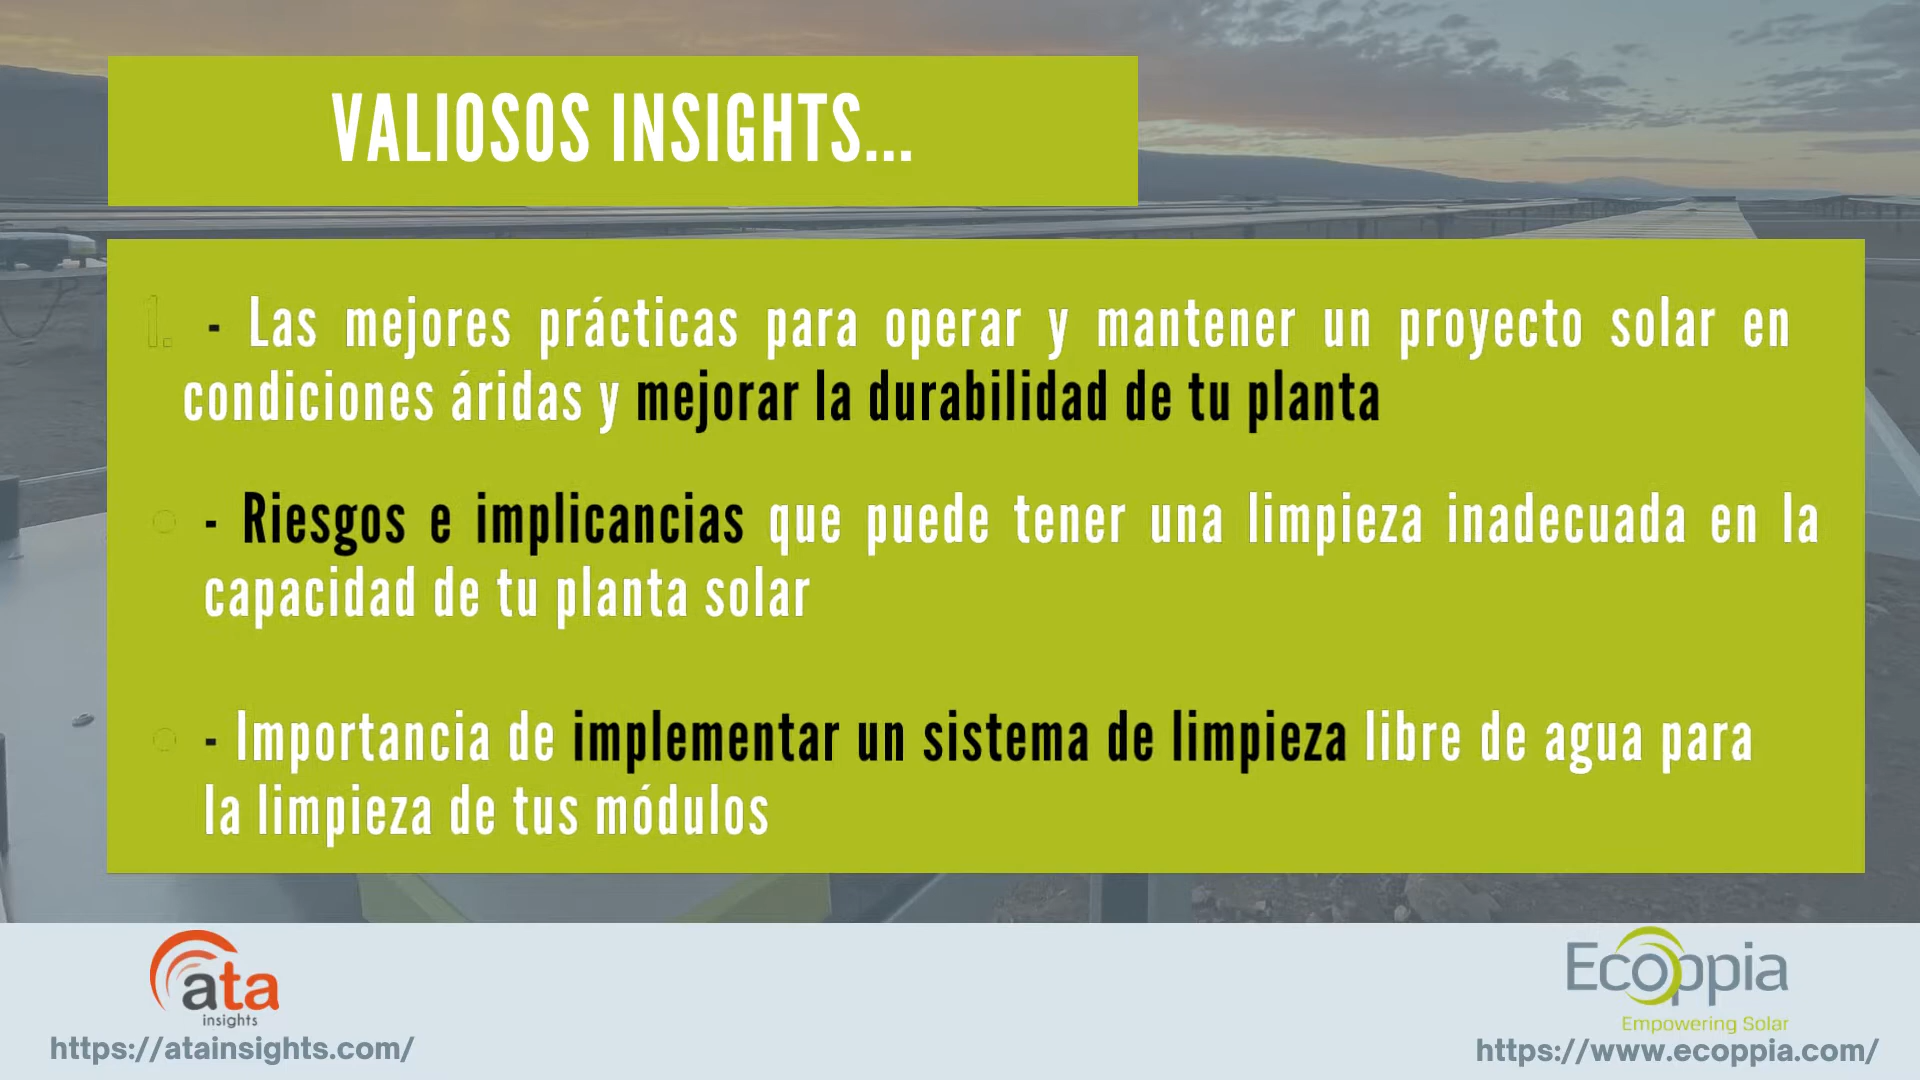 VALIOSOS INSIGHTS...
1. - Las mejores prácticas para operar y mantener un proyecto solar en
condiciones áridas y mejorar la durabilidad de tu planta
- Riesgos e implicancias que puede tener una limpieza inadecuada en la
capacidad de tu planta solar
- Importancia de implementar un sistema de limpieza libre de agua para
la limpieza de tus módulos
ata
insights
https://atainsights.com/
Ecoppia
Empowering Solar
https://www.ecoppia.com/